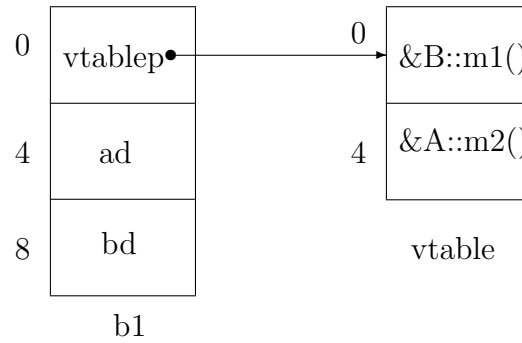 0 vtablep 0 &B::m1()
4 ad 4 &A::m2()
8 bd vtable
b1